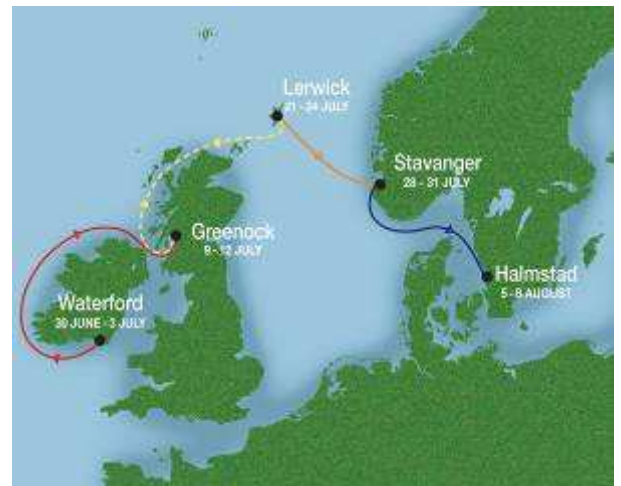 Lerwick
21 - 24 JULY
Stavanger
28 - 31 JULY
Greenock
9 - 12 JULY
Halmstad
5 - 8 AUGUST
Waterford
30 JUNE - 3 JULY